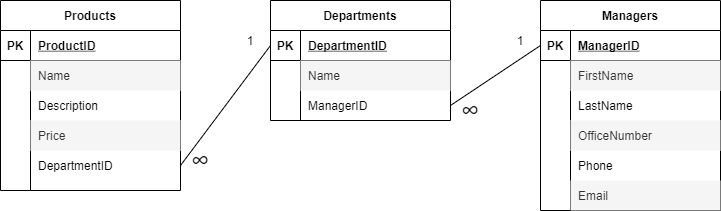 Products
PK ProductID
Name
Description
Price
DepartmentID
1
∞
Departments
PK DepartmentID
Name
ManagerID
1
∞
Managers
PK ManagerID
FirstName
LastName
OfficeNumber
Phone
Email